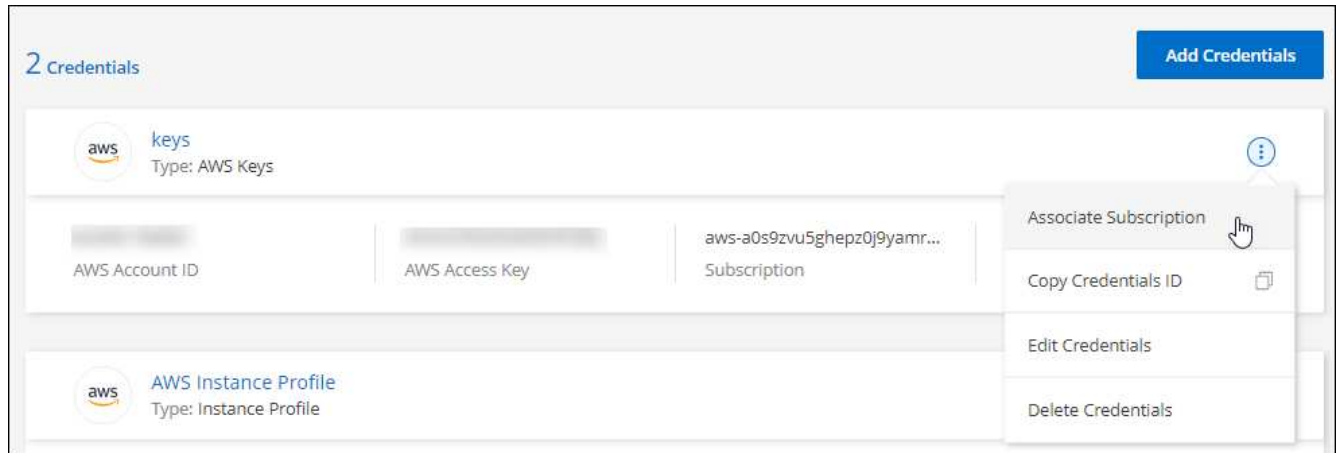 2 Credentials
Add Credentials
aws
keys
Type: AWS Keys
Associate Subscription
aws-a0s9zvu5ghepz0j9yamr...
AWS Account ID
AWS Access Key
Subscription
Copy Credentials ID
Edit Credentials
aws
AWS Instance Profile
Type: Instance Profile
Delete Credentials